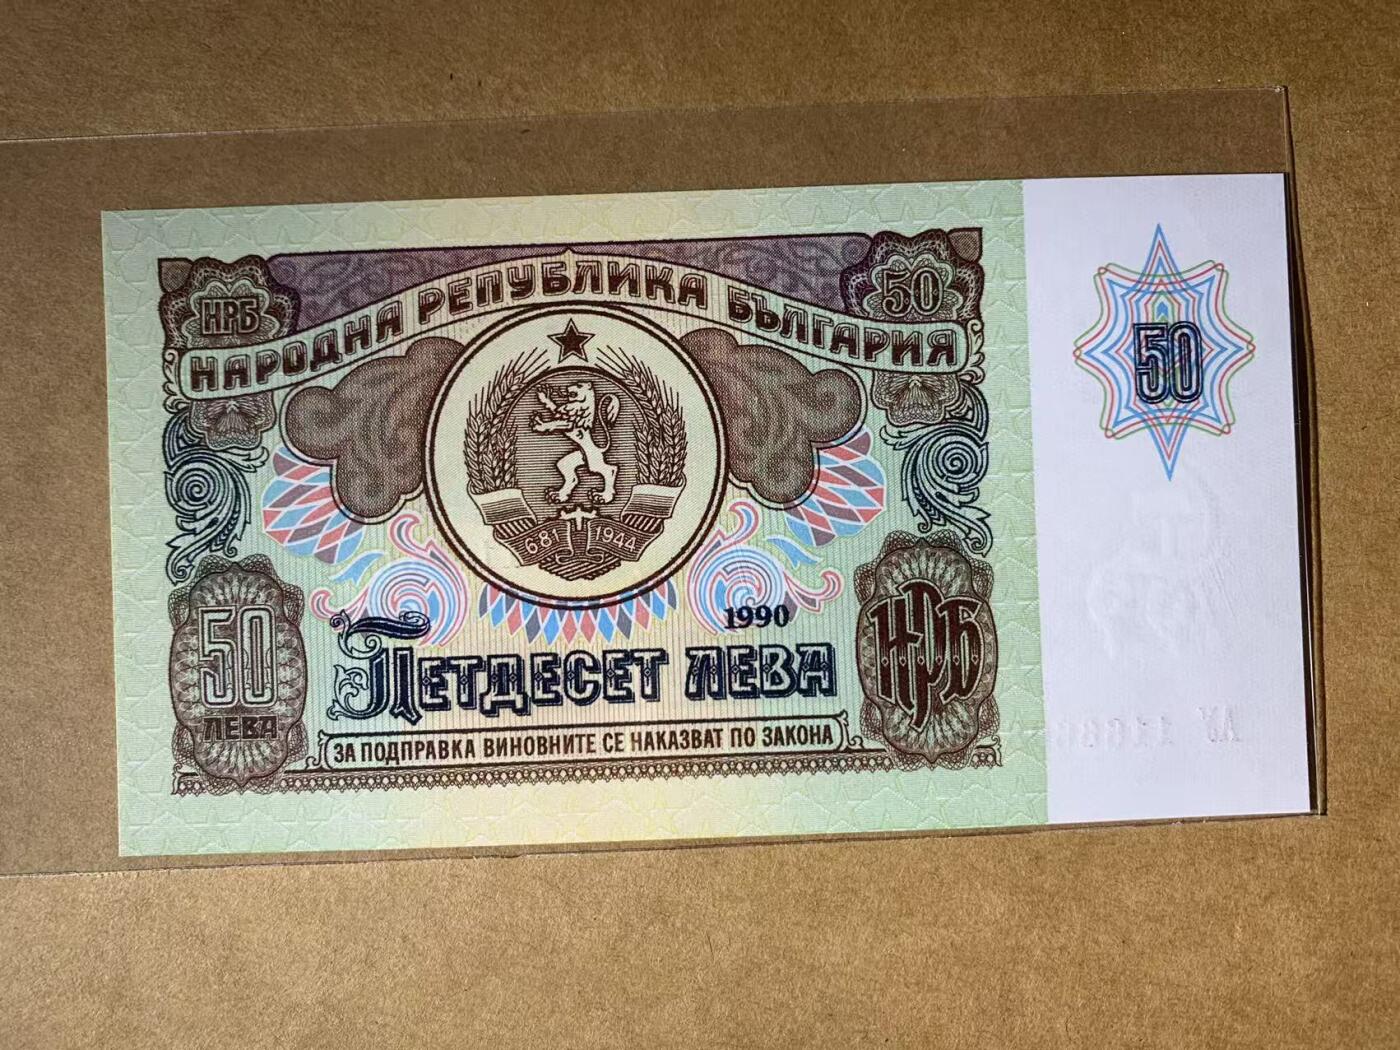 НРБ
50
НАРОДНА РЕПУБЛИКА БЪЛГАРИЯ
50
681 1944
1990
50
ЛЕВА
ПЕТДЕСЕТ ЛЕВА
НРБ
ЗА ПОДПРАВКА ВИНОВНИТЕ СЕ НАКАЗВАТ ПО ЗАКОНА